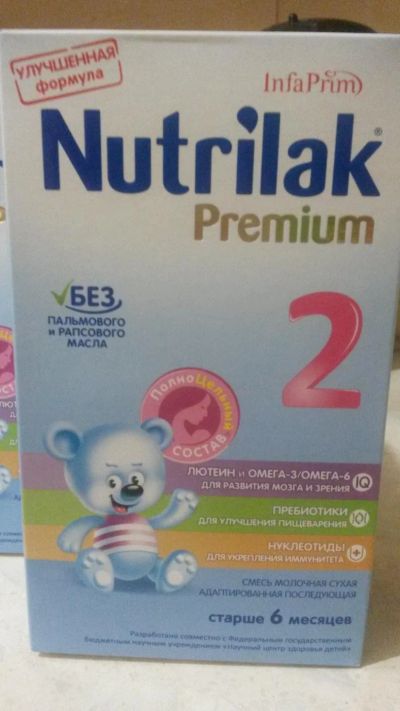 УЛУЧШЕННАЯ
формула
InfaPrim
Nutrilak®
Premium
2
БЕЗ
ПАЛЬМОВОГО
И РАПСОВОГО
МАСЛА
ПОЛНОЦельный
СОСТАВ
ЛЮТЕИН и ОМЕГА-3/ОМЕГА-6
ДЛЯ РАЗВИТИЯ МОЗГА И ЗРЕНИЯ
IQ
ПРЕБИОТИКИ
ДЛЯ УЛУЧШЕНИЯ ПИЩЕВАРЕНИЯ
НУКЛЕОТИДЫ
ДЛЯ УКРЕПЛЕНИЯ ИММУНИТЕТА
СМЕСЬ МОЛОЧНАЯ СУХАЯ
АДАПТИРОВАННАЯ ПОСЛЕДУЮЩАЯ
старше 6 месяцев
Разработано совместно с Федеральным государственным
бюджетным научным учреждением «Научный центр здоровья детей»